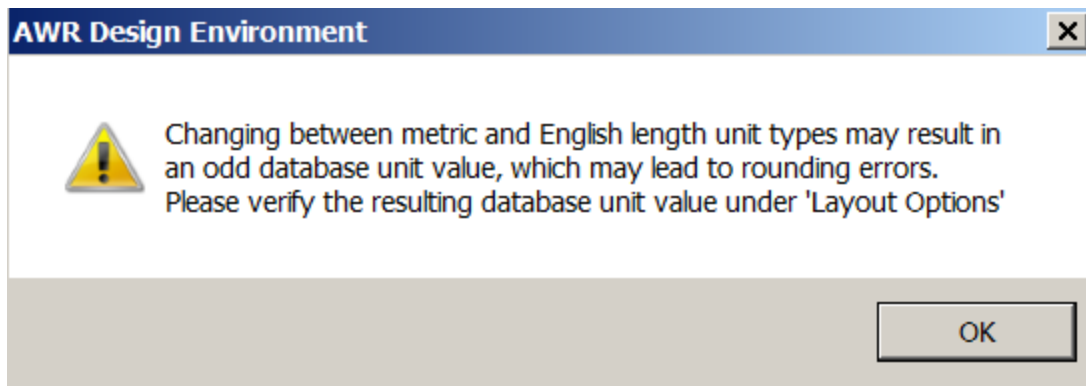 AWR Design Environment
Changing between metric and English length unit types may result in
an odd database unit value, which may lead to rounding errors.
Please verify the resulting database unit value under 'Layout Options'
OK